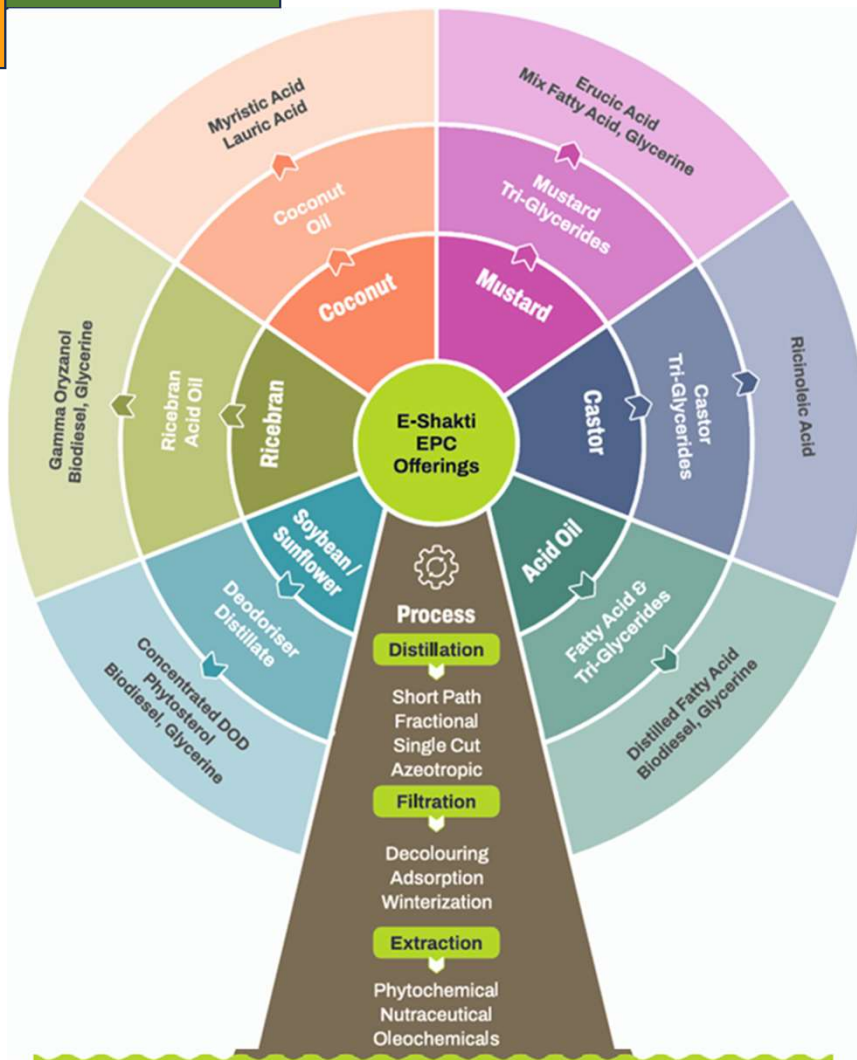 Myristic Acid
Lauric Acid
Coconut
Oil
Coconut
Erucic Acid
Mix Fatty Acid, Glycerine
Mustard
Tri-Glycerides
Mustard
Ricinoleic Acid
Castor
Tri-Glycerides
Castor
Distilled Fatty Acid
Biodiesel, Glycerine
Fatty Acid &
Tri-Glycerides
Acid Oil
Concentrated DOD
Phytosterol
Biodiesel, Glycerine
Deodoriser
Distillate
Soybean/
Sunflower
Gamma Oryzanol
Biodiesel, Glycerine
Ricebran
Acid Oil
Ricebran
E-Shakti
EPC
Offerings
Process
Distillation
Short Path
Fractional
Single Cut
Azeotropic
Filtration
Decolouring
Adsorption
Winterization
Extraction
Phytochemical
Nutraceutical
Oleochemicals